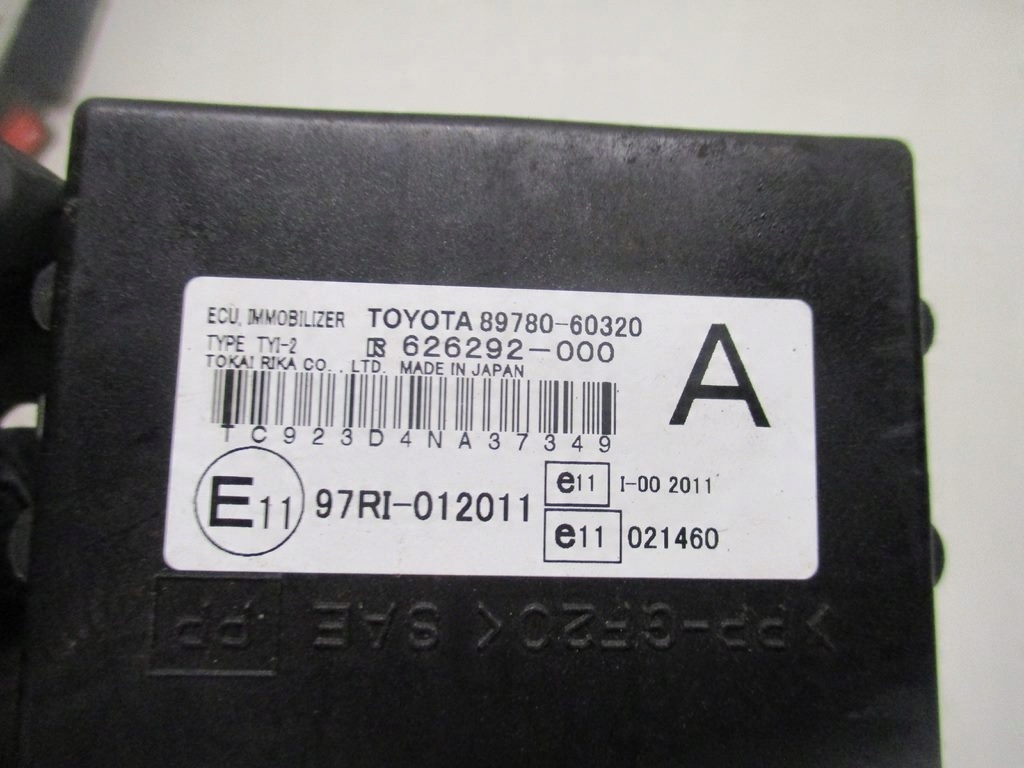 ECU, IMMOBILIZER TOYOTA 89780-60320
TYPE TYI-2 626292-000
TOKAI RIKA CO. ,LTD. MADE IN JAPAN
A
TC923D4NA37349
E11 97RI-012011
e11 I-00 2011
e11 021460
>PP-GF20< SAE PP